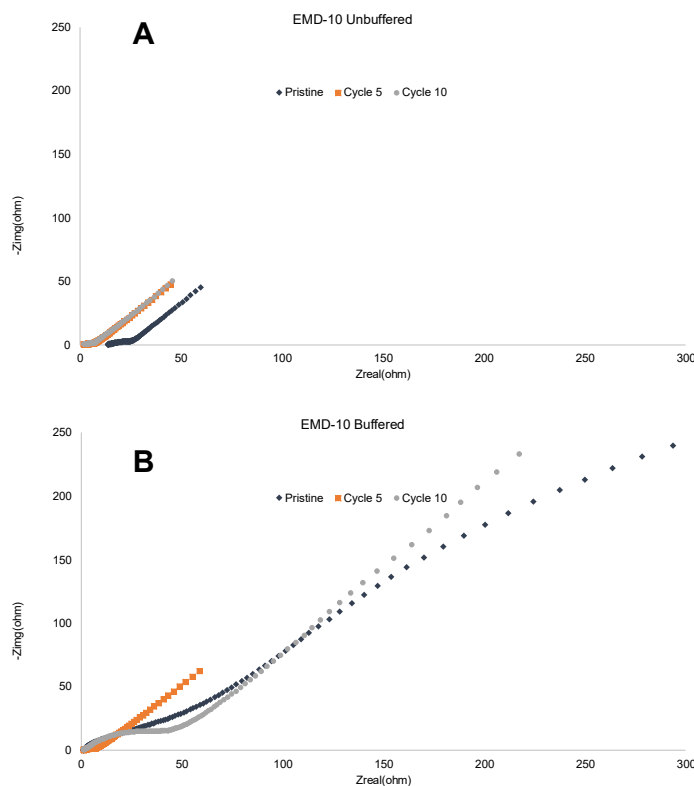 EMD-10 Unbuffered
A
250
200
150
100
50
0
-Zimg(ohm)
Pristine Cycle 5 Cycle 10
0 50 100 150 200 250 300
Zreal(ohm)
EMD-10 Buffered
B
250
200
150
100
50
0
-Zimg(ohm)
Pristine Cycle 5 Cycle 10
0 50 100 150 200 250 300
Zreal(ohm)